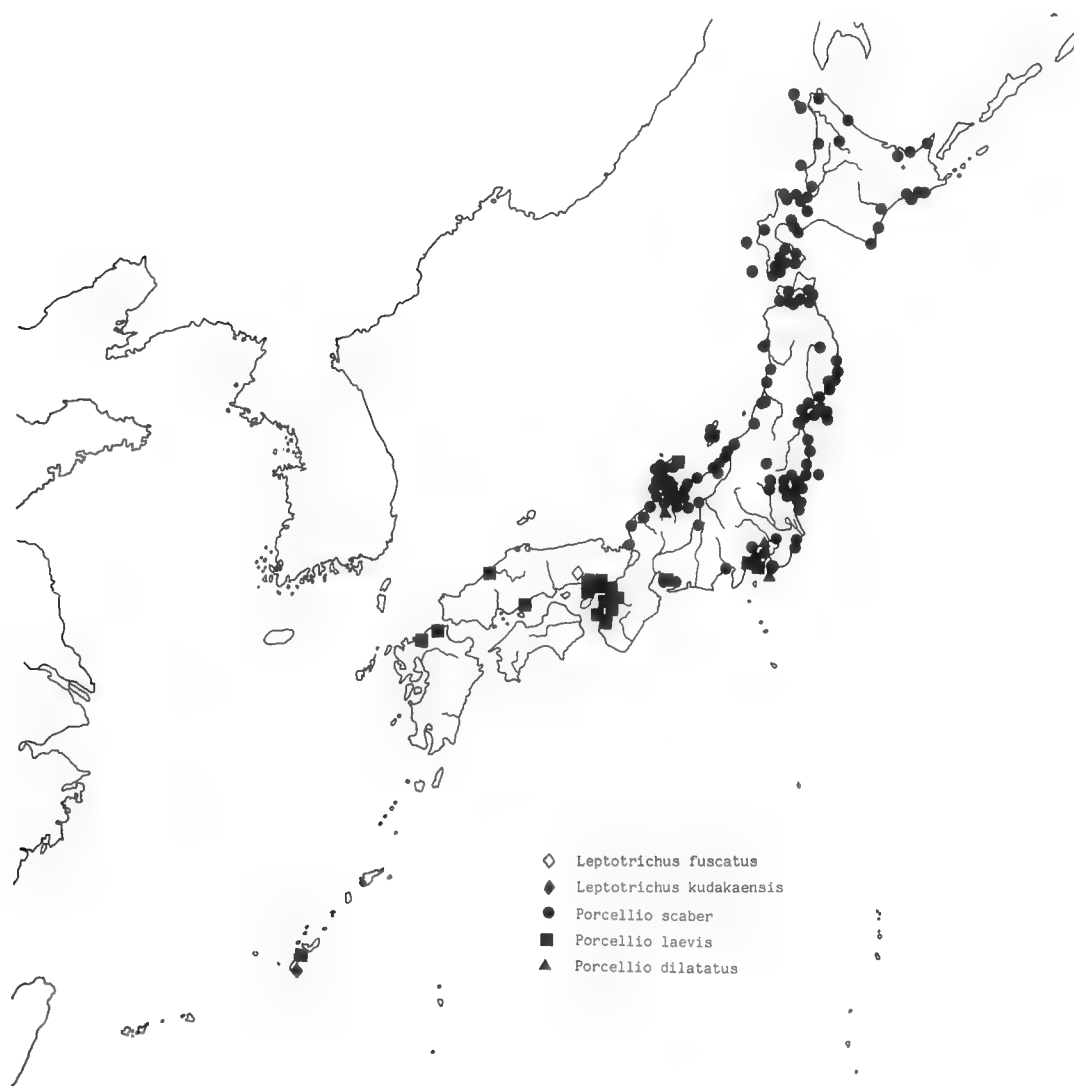 Leptotrichus fuscatus
Leptotrichus kudakaensis
Porcellio scaber
Porcellio laevis
Porcellio dilatatus